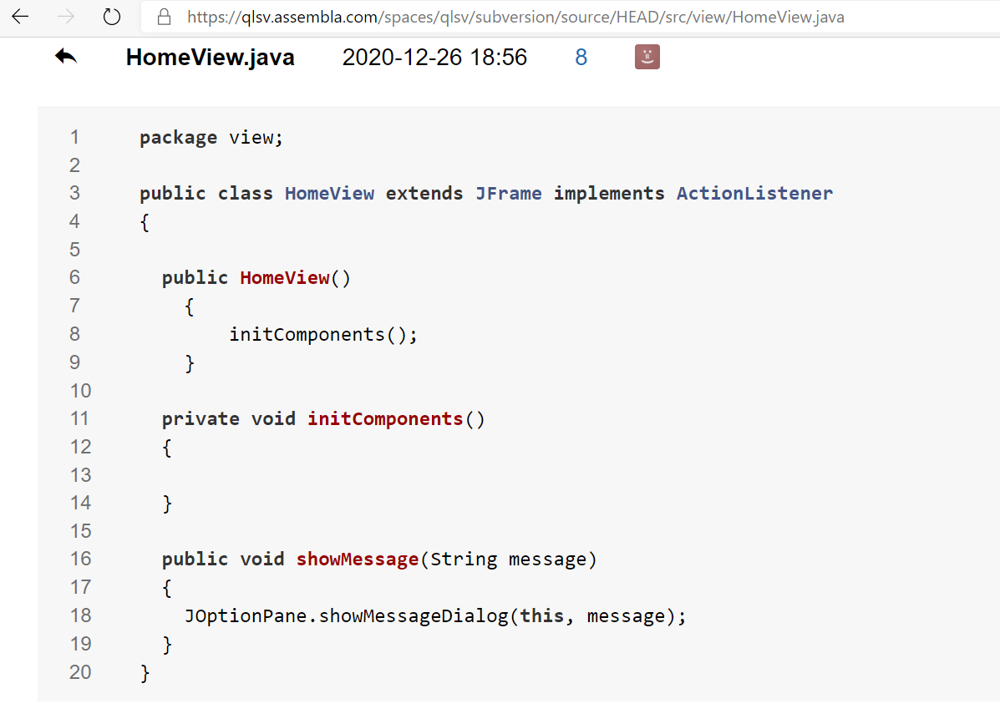 https://qlsv.assembla.com/spaces/qlsv/subversion/source/HEAD/src/view/HomeView.java
HomeView.java 2020-12-26 18:56 8
1 package view;
2
3 public class HomeView extends JFrame implements ActionListener
4 {
5
6 public HomeView()
7 {
8 initComponents();
9 }
10
11 private void initComponents()
12 {
13
14 }
15
16 public void showMessage(String message)
17 {
18 JOptionPane.showMessageDialog(this, message);
19 }
20 }